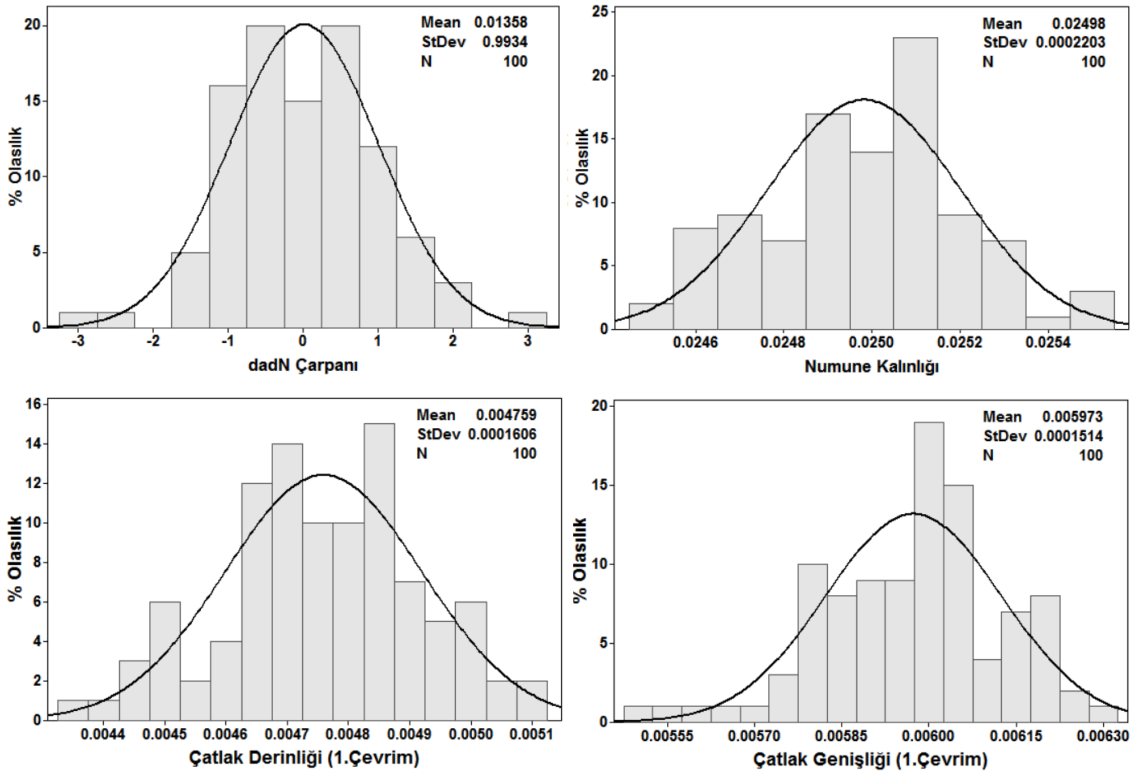 Mean 0.01358
StDev 0.9934
N 100
% Olasılık
20
15
10
5
0
-3 -2 -1 0 1 2 3
dadN Çarpanı
Mean 0.02498
StDev 0.0002203
N 100
% Olasılık
25
20
15
10
5
0
0.0246 0.0248 0.0250 0.0252 0.0254
Numune Kalınlığı
Mean 0.004759
StDev 0.0001606
N 100
% Olasılık
16
14
12
10
8
6
4
2
0
0.0044 0.0045 0.0046 0.0047 0.0048 0.0049 0.0050 0.0051
Çatlak Derinliği (1.Çevrim)
Mean 0.005973
StDev 0.0001514
N 100
% Olasılık
20
15
10
5
0
0.00555 0.00570 0.00585 0.00600 0.00615 0.00630
Çatlak Genişliği (1.Çevrim)